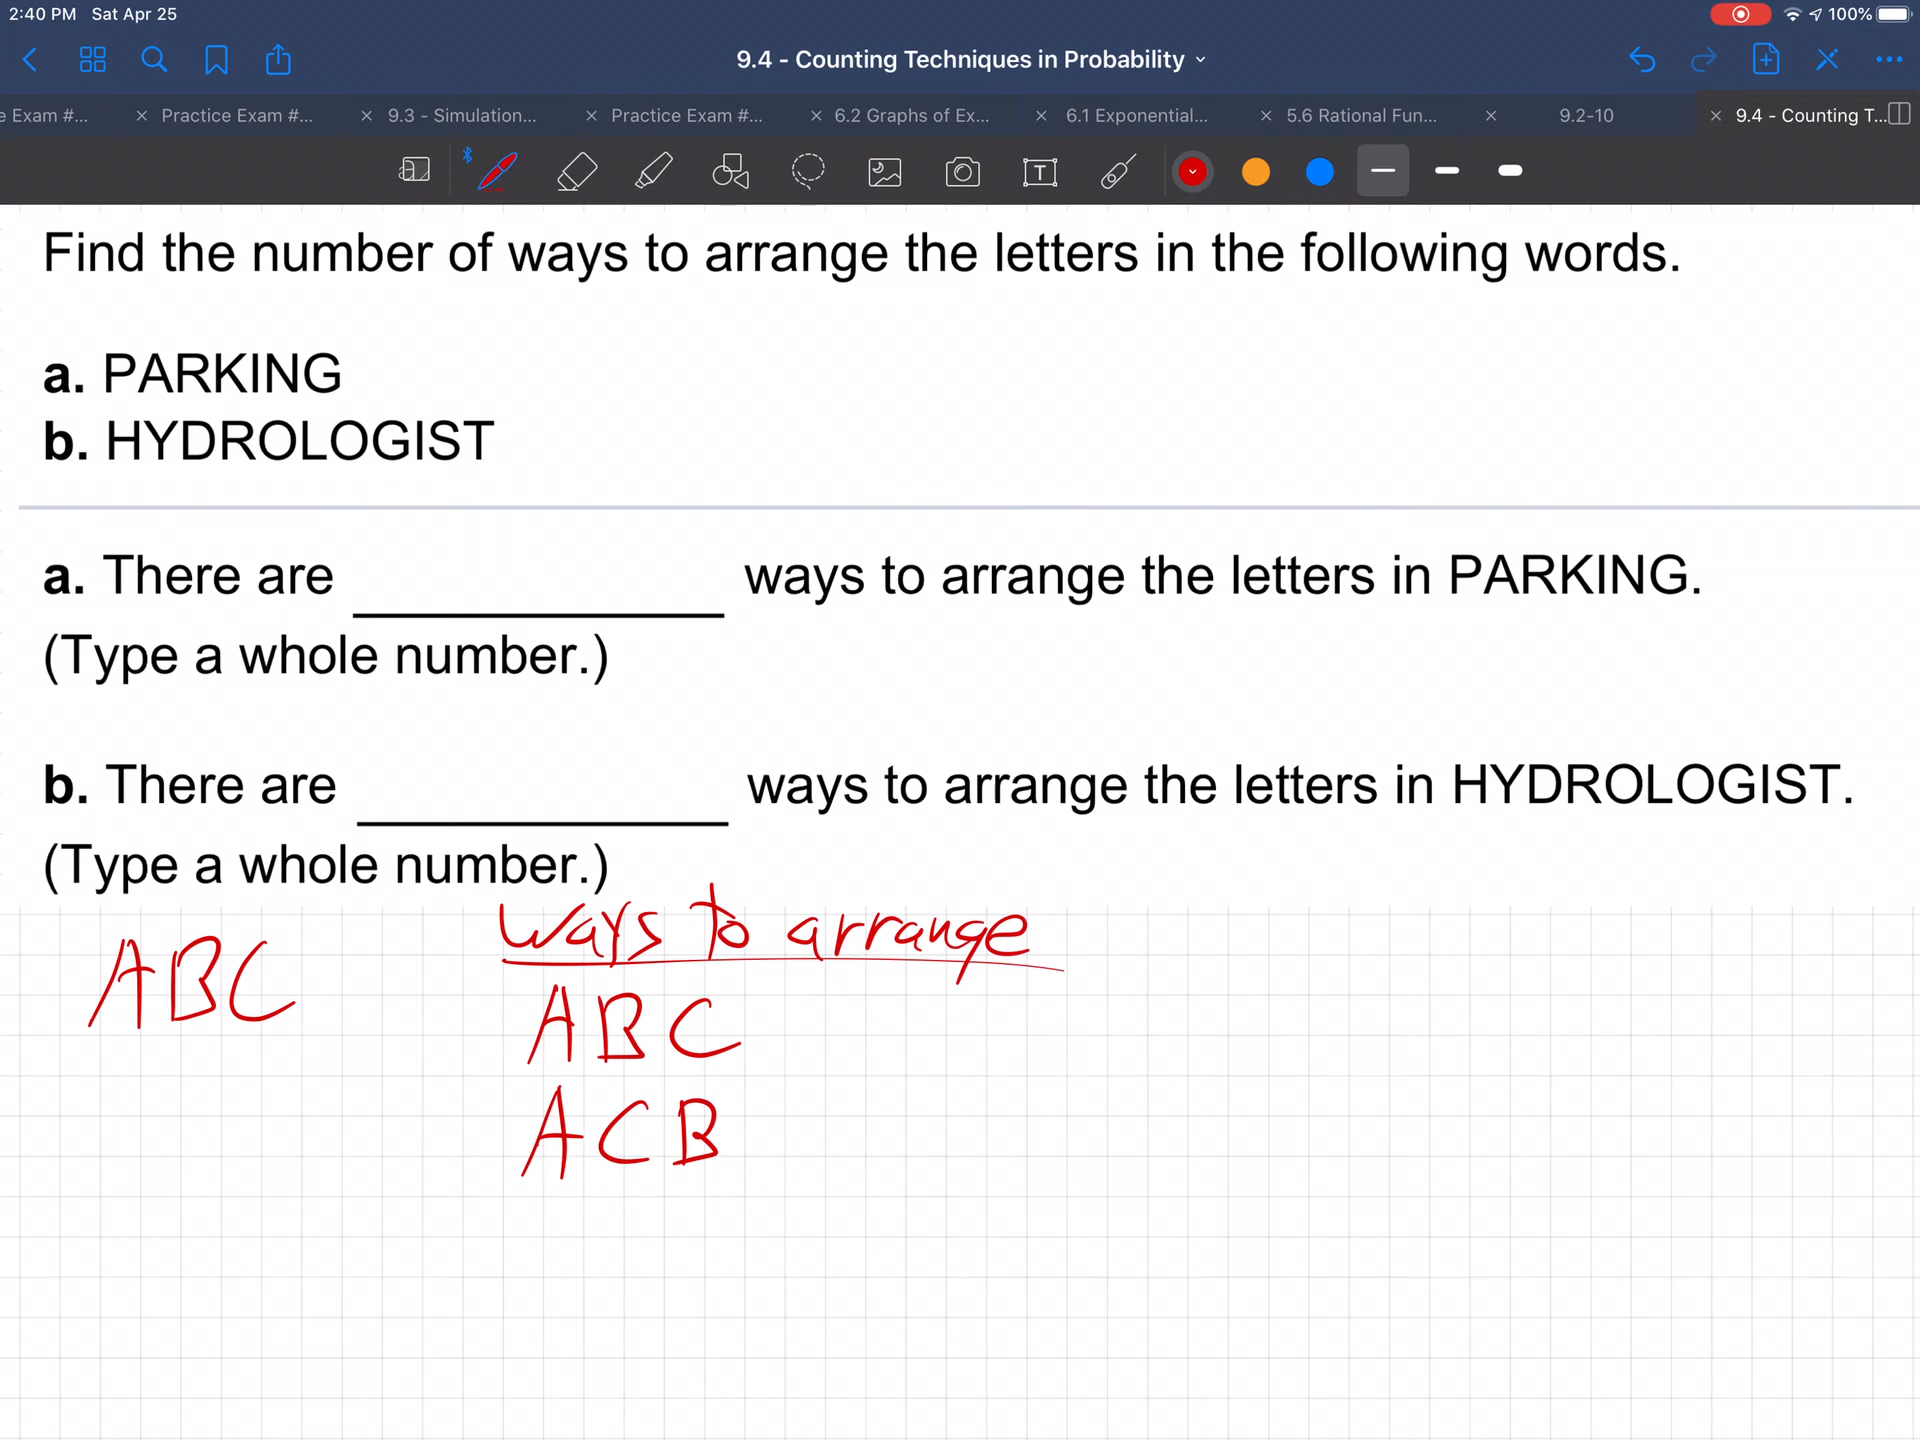 2:40 PM Sat Apr 25 100%
9.4 - Counting Techniques in Probability
e Exam #... Practice Exam #... 9.3 - Simulation... Practice Exam #... 6.2 Graphs of Ex... 6.1 Exponential... 5.6 Rational Fun... 9.2-10 9.4 - Counting T...
T
Find the number of ways to arrange the letters in the following words.
a. PARKING
b. HYDROLOGIST
a. There are ways to arrange the letters in PARKING.
(Type a whole number.)
b. There are ways to arrange the letters in HYDROLOGIST.
(Type a whole number.)
ways to arrange
ABC
ABC
ACB